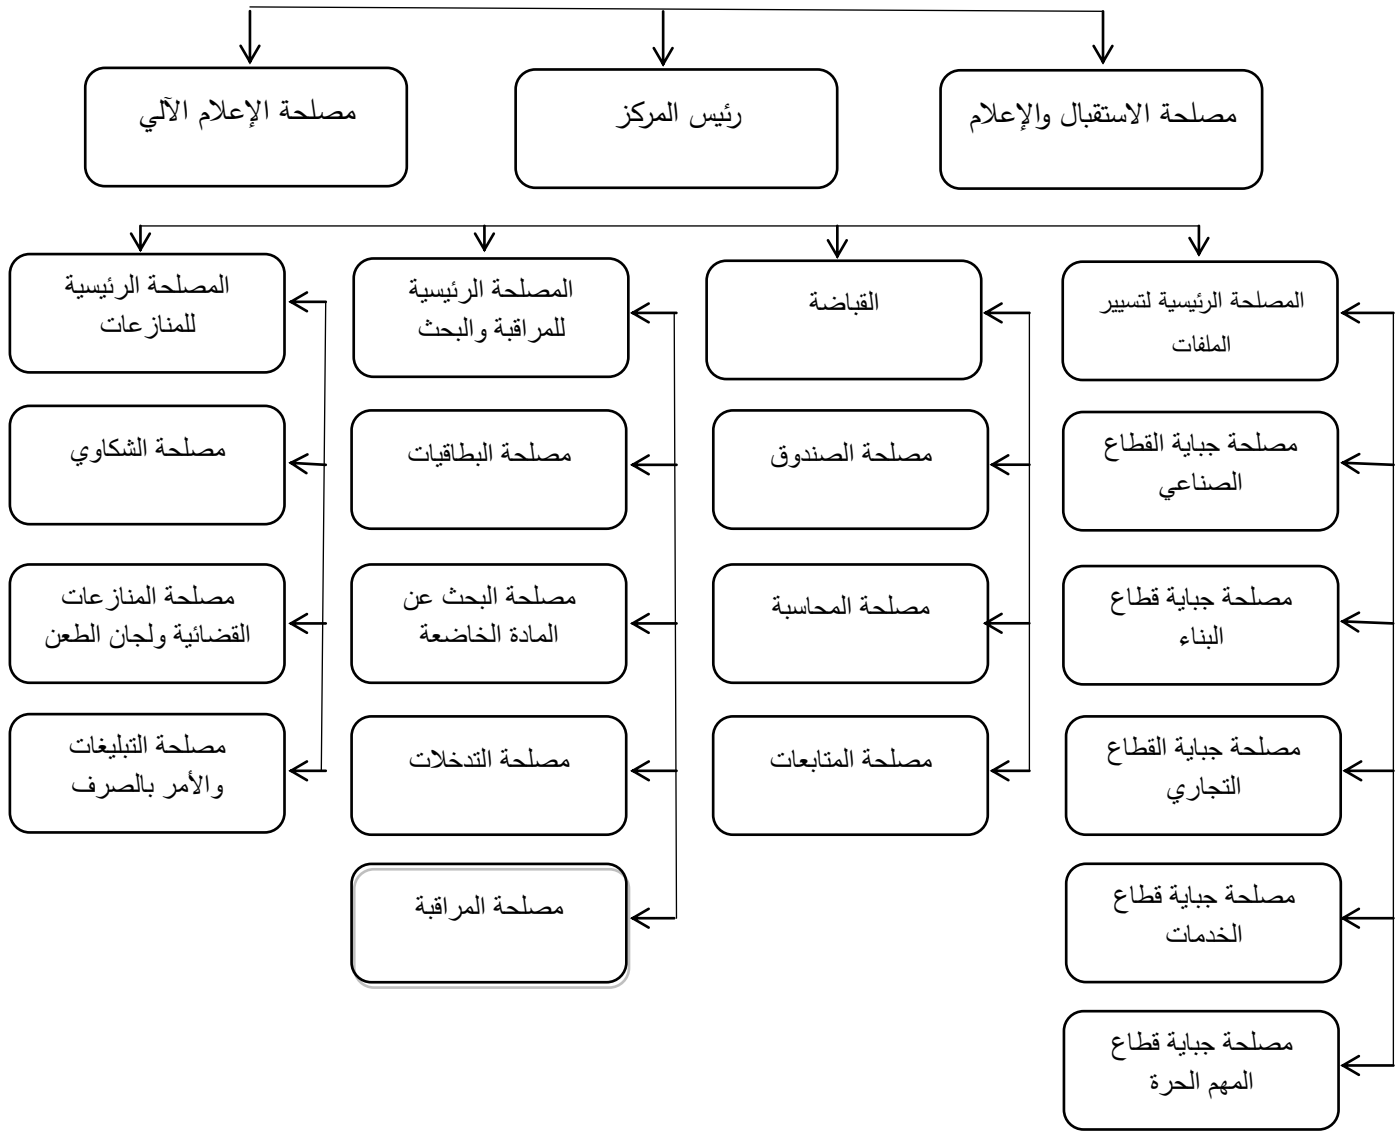 مصلحة الاستقبال والإعلام
رئيس المركز
مصلحة الإعلام الآلي
المصلحة الرئيسية لتسيير
الملفات
مصلحة جباية القطاع
الصناعي
مصلحة جباية قطاع
البناء
مصلحة جباية القطاع
التجاري
مصلحة جباية قطاع
الخدمات
مصلحة جباية قطاع
المهم الحرة
القباضة
مصلحة الصندوق
مصلحة المحاسبة
مصلحة المتابعات
المصلحة الرئيسية
للمراقبة والبحث
مصلحة البطاقيات
مصلحة البحث عن
المادة الخاضعة
مصلحة التدخلات
مصلحة المراقبة
المصلحة الرئيسية
للمنازعات
مصلحة الشكاوي
مصلحة المنازعات
القضائية ولجان الطعن
مصلحة التبليغات
والأمر بالصرف